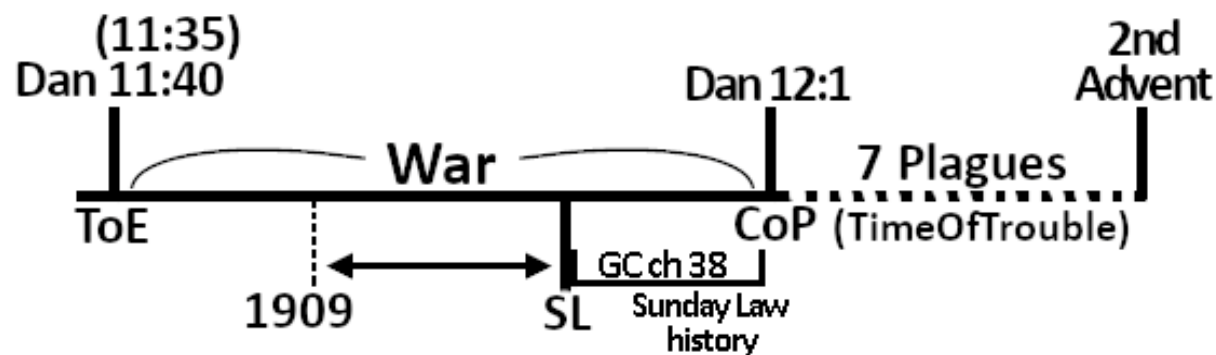 (11:35)
Dan 11:40
Dan 12:1
2nd
Advent
War
7 Plagues
ToE
CoP (TimeOfTrouble)
GC ch 38
1909
SL
Sunday Law
history